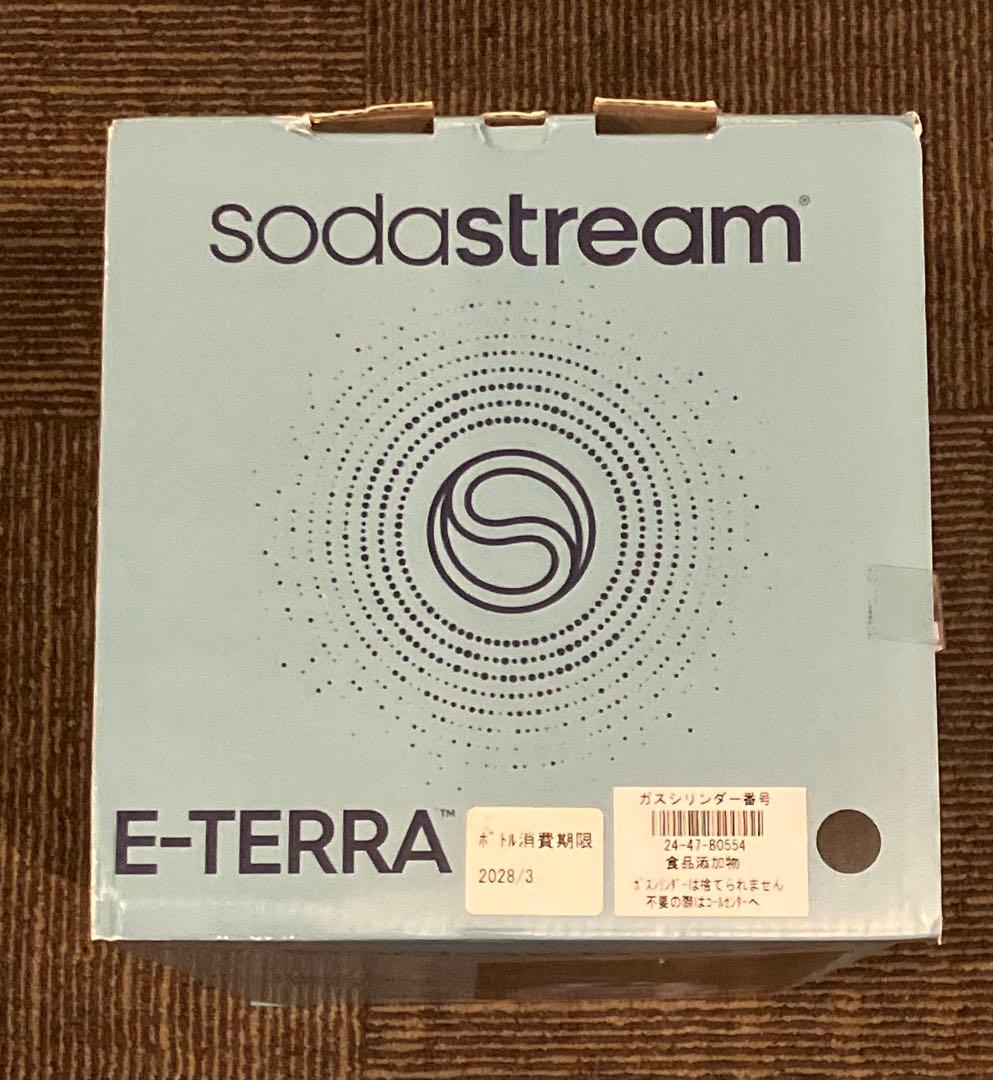 sodastream®
E-TERRA™
ﾎﾞﾄﾙ消費期限
2028/3
ガスシリンダー番号
24-47-80554
食品添加物
ｶﾞｽｼﾘﾝﾀﾞｰは捨てられません
不要の際はｺｰﾙｾﾝﾀｰへ